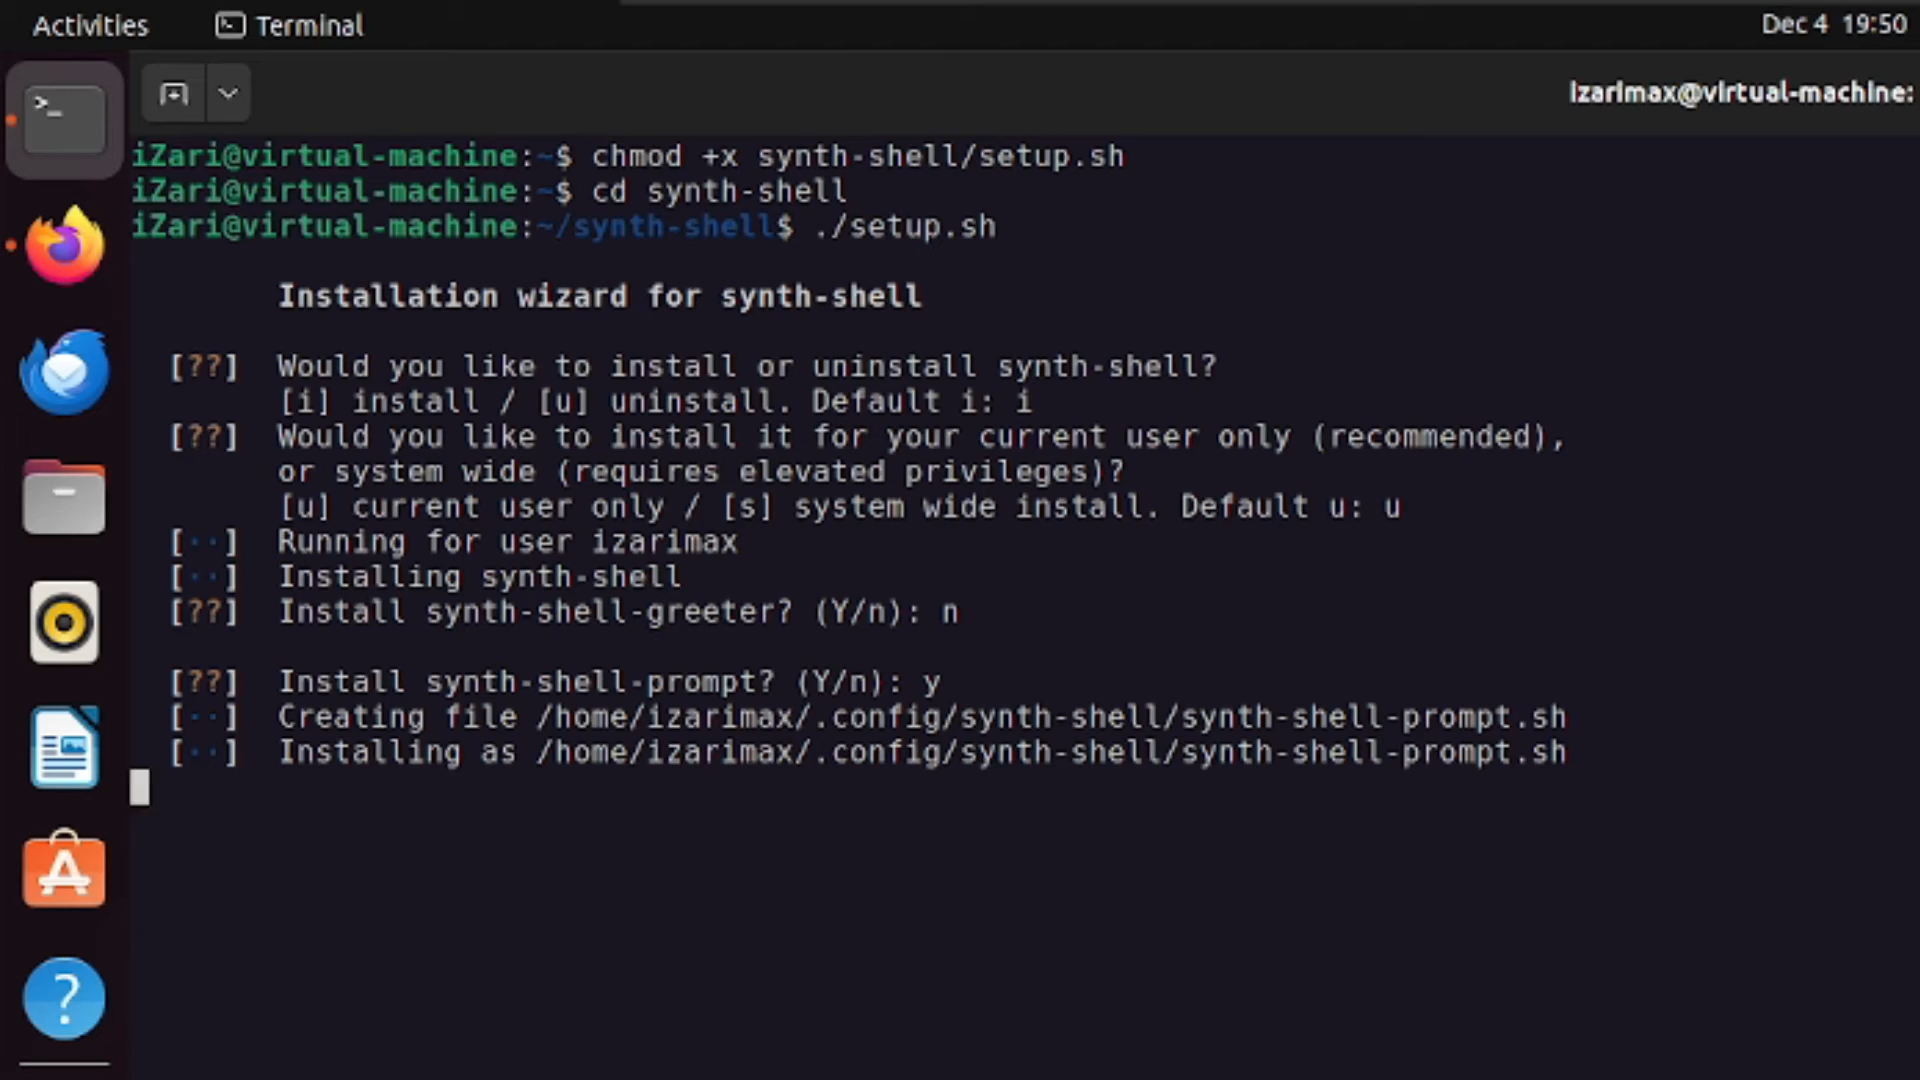 Activities Terminal Dec 4 19:50
izarimax@virtual-machine:
iZari@virtual-machine:~$ chmod +x synth-shell/setup.sh
iZari@virtual-machine:~$ cd synth-shell
iZari@virtual-machine:~/synth-shell$ ./setup.sh
Installation wizard for synth-shell
[??] Would you like to install or uninstall synth-shell?
[i] install / [u] uninstall. Default i: i
[??] Would you like to install it for your current user only (recommended),
or system wide (requires elevated privileges)?
[u] current user only / [s] system wide install. Default u: u
[··] Running for user izarimax
[··] Installing synth-shell
[??] Install synth-shell-greeter? (Y/n): n
[??] Install synth-shell-prompt? (Y/n): y
[··] Creating file /home/izarimax/.config/synth-shell/synth-shell-prompt.sh
[··] Installing as /home/izarimax/.config/synth-shell/synth-shell-prompt.sh